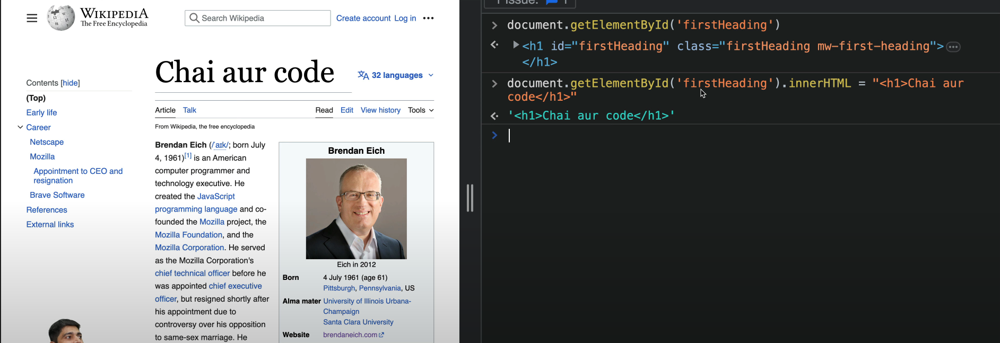 WIKIPEDIA
The Free Encyclopedia
Search Wikipedia
Create account Log in
Chai aur code
32 languages
Contents [hide]
(Top)
Early life
Career
Netscape
Mozilla
Appointment to CEO and
resignation
Brave Software
References
External links
Article Talk
Read Edit View history Tools
From Wikipedia, the free encyclopedia
Brendan Eich (/ˈaɪk/; born July
4, 1961)[1] is an American
computer programmer and
technology executive. He
created the JavaScript
programming language and co-
founded the Mozilla project, the
Mozilla Foundation, and the
Mozilla Corporation. He served
as the Mozilla Corporation's
chief technical officer before he
was appointed chief executive
officer, but resigned shortly after
his appointment due to
controversy over his opposition
to same-sex marriage. He
Brendan Eich
Eich in 2012
Born 4 July 1961 (age 61)
Pittsburgh, Pennsylvania, US
Alma mater University of Illinois Urbana-
Champaign
Santa Clara University
Website brendaneich.com
1 Issue: 1
> document.getElementById('firstHeading')
<h1 id="firstHeading" class="firstHeading mw-first-heading">…
</h1>
> document.getElementById('firstHeading').innerHTML = "<h1>Chai aur
code</h1>"
'<h1>Chai aur code</h1>'
>